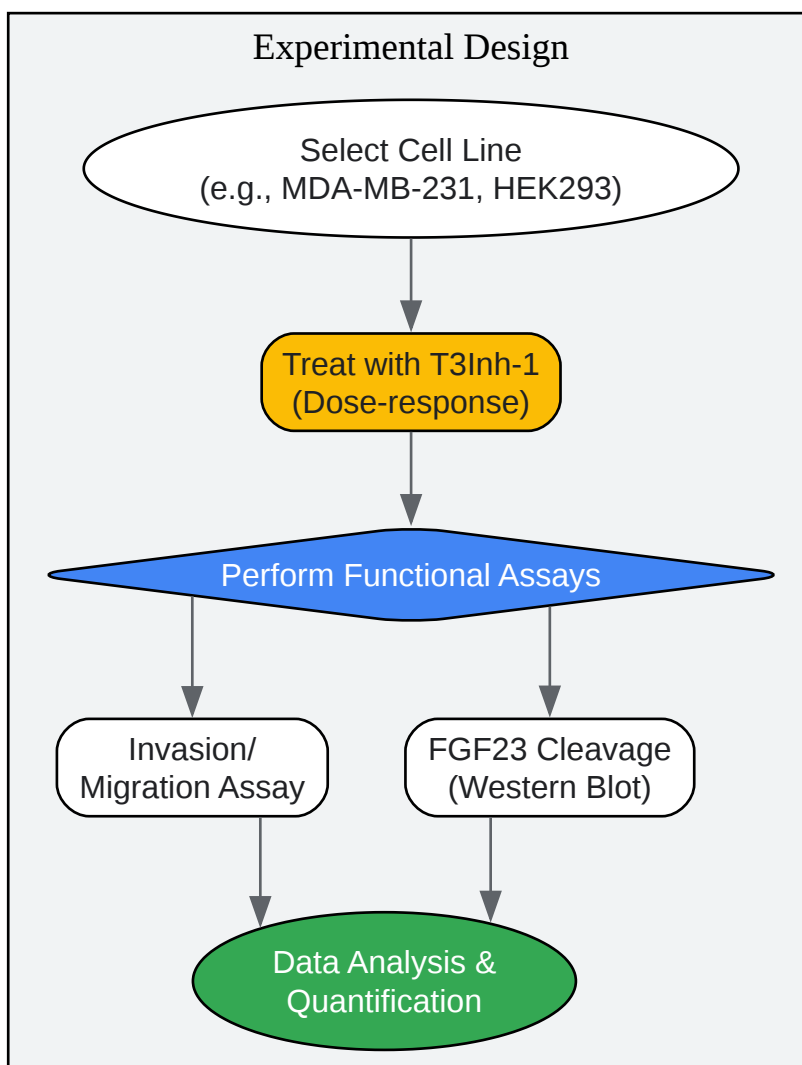 Experimental Design
Select Cell Line
(e.g., MDA-MB-231, HEK293)
Treat with T3Inh-1
(Dose-response)
Perform Functional Assays
Invasion/
Migration Assay
FGF23 Cleavage
(Western Blot)
Data Analysis &
Quantification